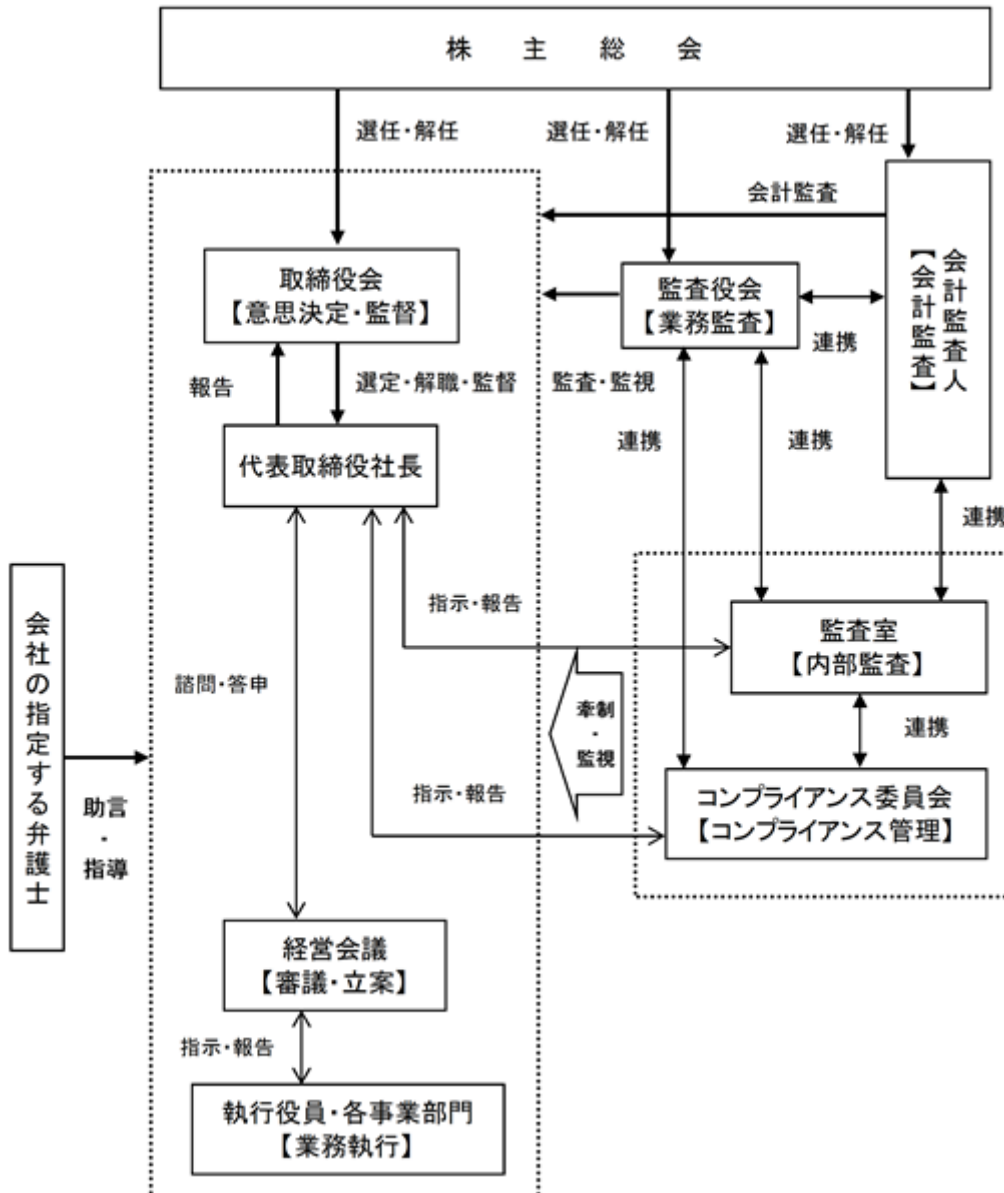 株主総会
選任・解任
選任・解任
選任・解任
会計監査
会計監査人
【会計監査】
取締役会
【意思決定・監督】
監査役会
【業務監査】
連携
報告
選定・解職・監督
監査・監視
代表取締役社長
連携
連携
連携
会社の指定する弁護士
助言
・
指導
指示・報告
監査室
【内部監査】
諮問・答申
牽制
・
監視
連携
指示・報告
コンプライアンス委員会
【コンプライアンス管理】
経営会議
【審議・立案】
指示・報告
執行役員・各事業部門
【業務執行】